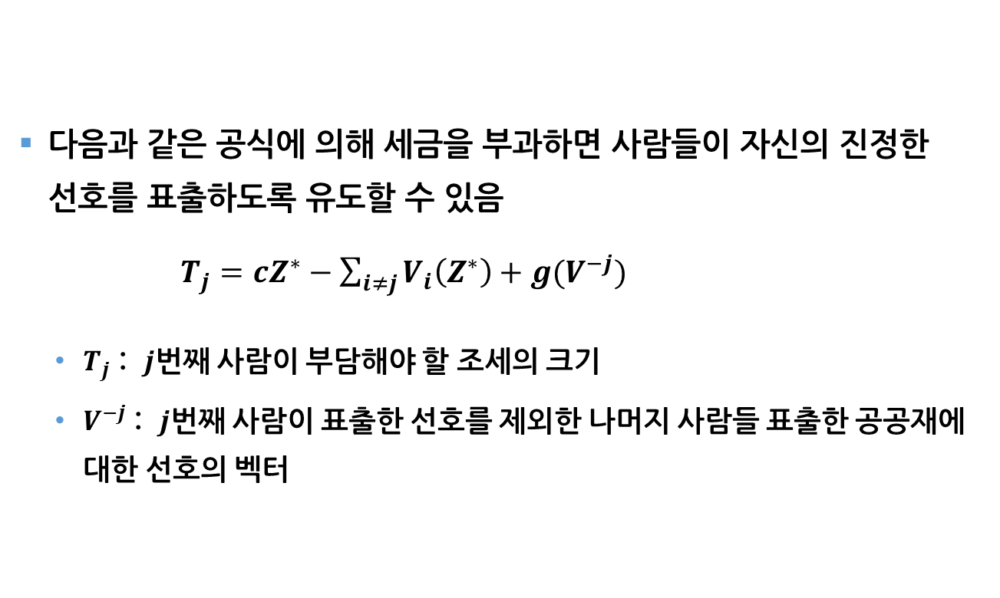 ▪ 다음과 같은 공식에 의해 세금을 부과하면 사람들이 자신의 진정한
선호를 표출하도록 유도할 수 있음
T_j = cZ* − ∑_{i≠j} V_i(Z*) + g(V^{−j})
• T_j : j번째 사람이 부담해야 할 조세의 크기
• V^{−j} : j번째 사람이 표출한 선호를 제외한 나머지 사람들 표출한 공공재에
대한 선호의 벡터